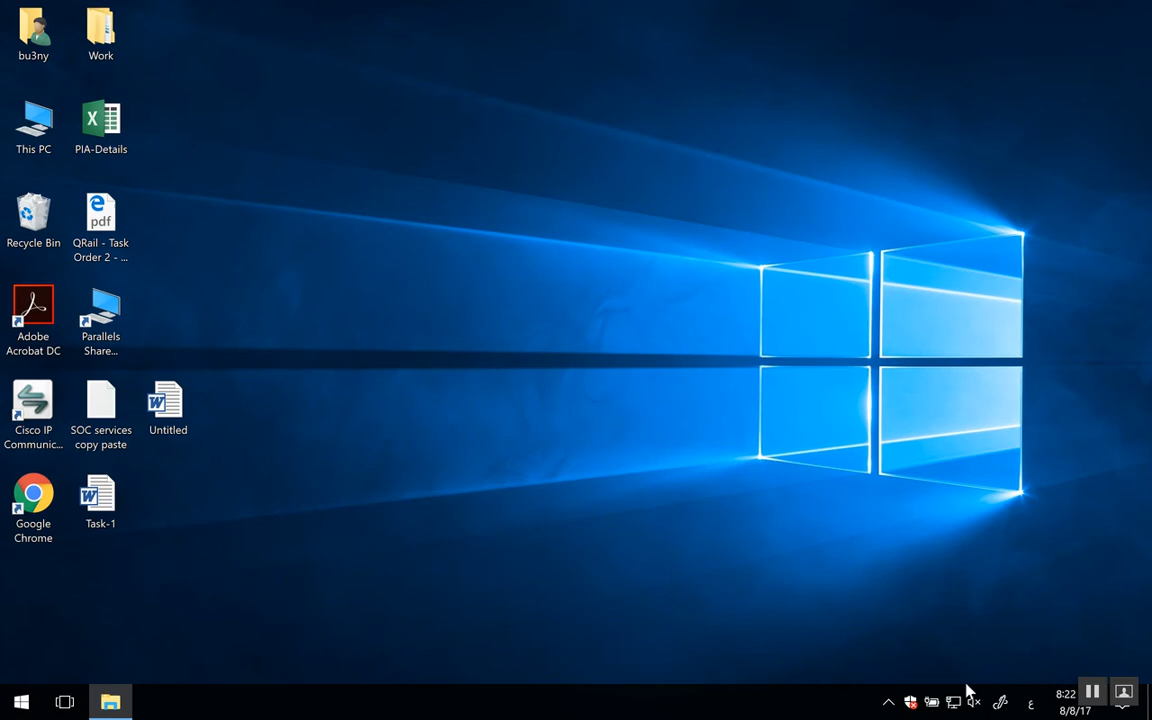 bu3ny
Work
This PC
PIA-Details
pdf
Recycle Bin
QRail - Task
Order 2 - ...
Adobe
Acrobat DC
Parallels
Share...
Cisco IP
Communic...
SOC services
copy paste
Untitled
Google
Chrome
Task-1
ع
8:22
8/8/17